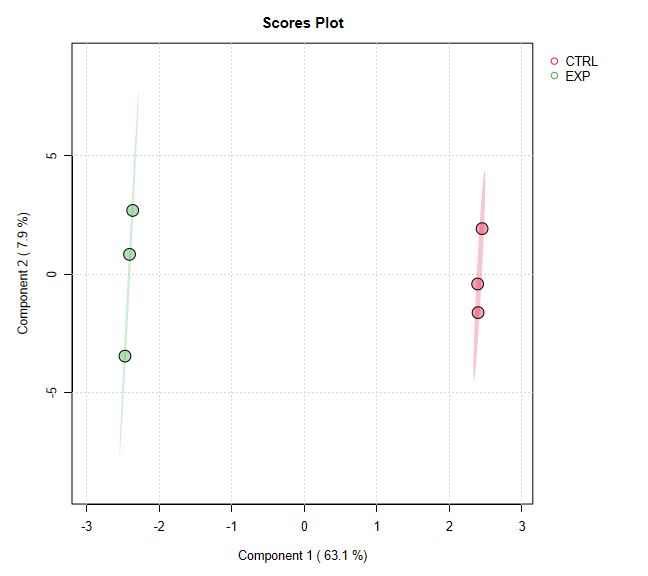 Scores Plot
CTRL
EXP
5
0
-5
Component 2 ( 7.9 %)
-3 -2 -1 0 1 2 3
Component 1 ( 63.1 %)